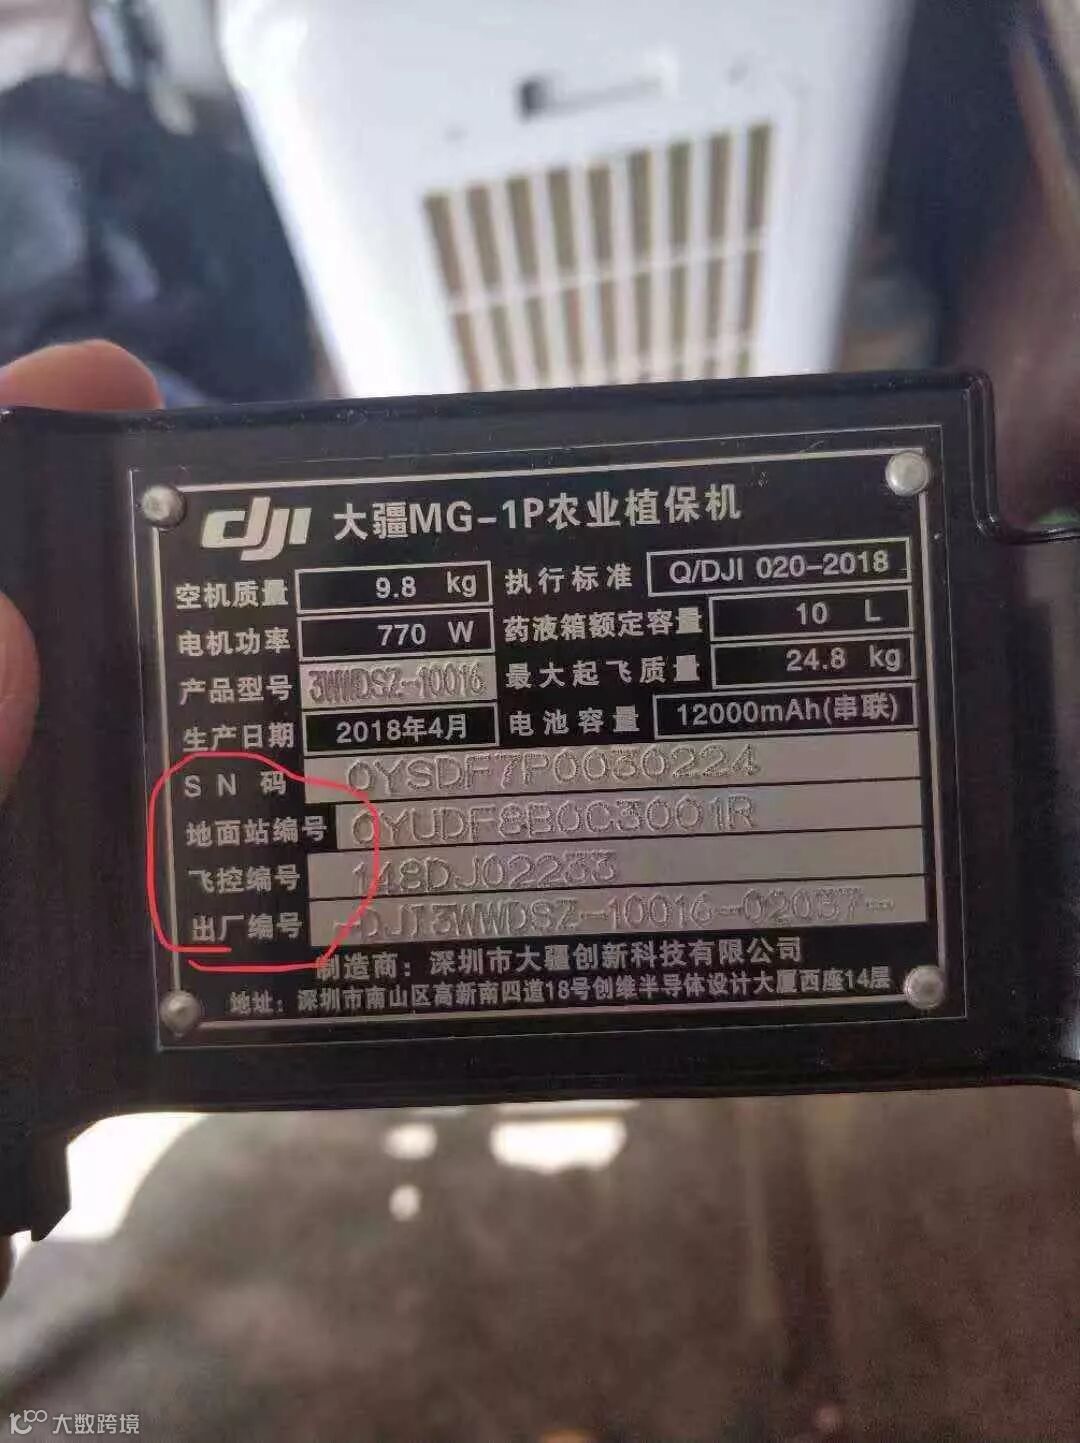 dji 大疆MG-1P农业植保机
空机质量 9.8 kg 执行标准 Q/DJI 020-2018
电机功率 770 W 药液箱额定容量 10 L
产品型号 3WWDSZ-10016 最大起飞质量 24.8 kg
生产日期 2018年4月 电池容量 12000mAh(串联)
SN 码 0YSDF7P0030224
地面站编号 0YUDF8B0C3001R
飞控编号 148DJ02233
出厂编号 -DJI3WWDSZ-10016-02037-
制造商：深圳市大疆创新科技有限公司
地址：深圳市南山区高新南四道18号创维半导体设计大厦西座14层
大数跨境